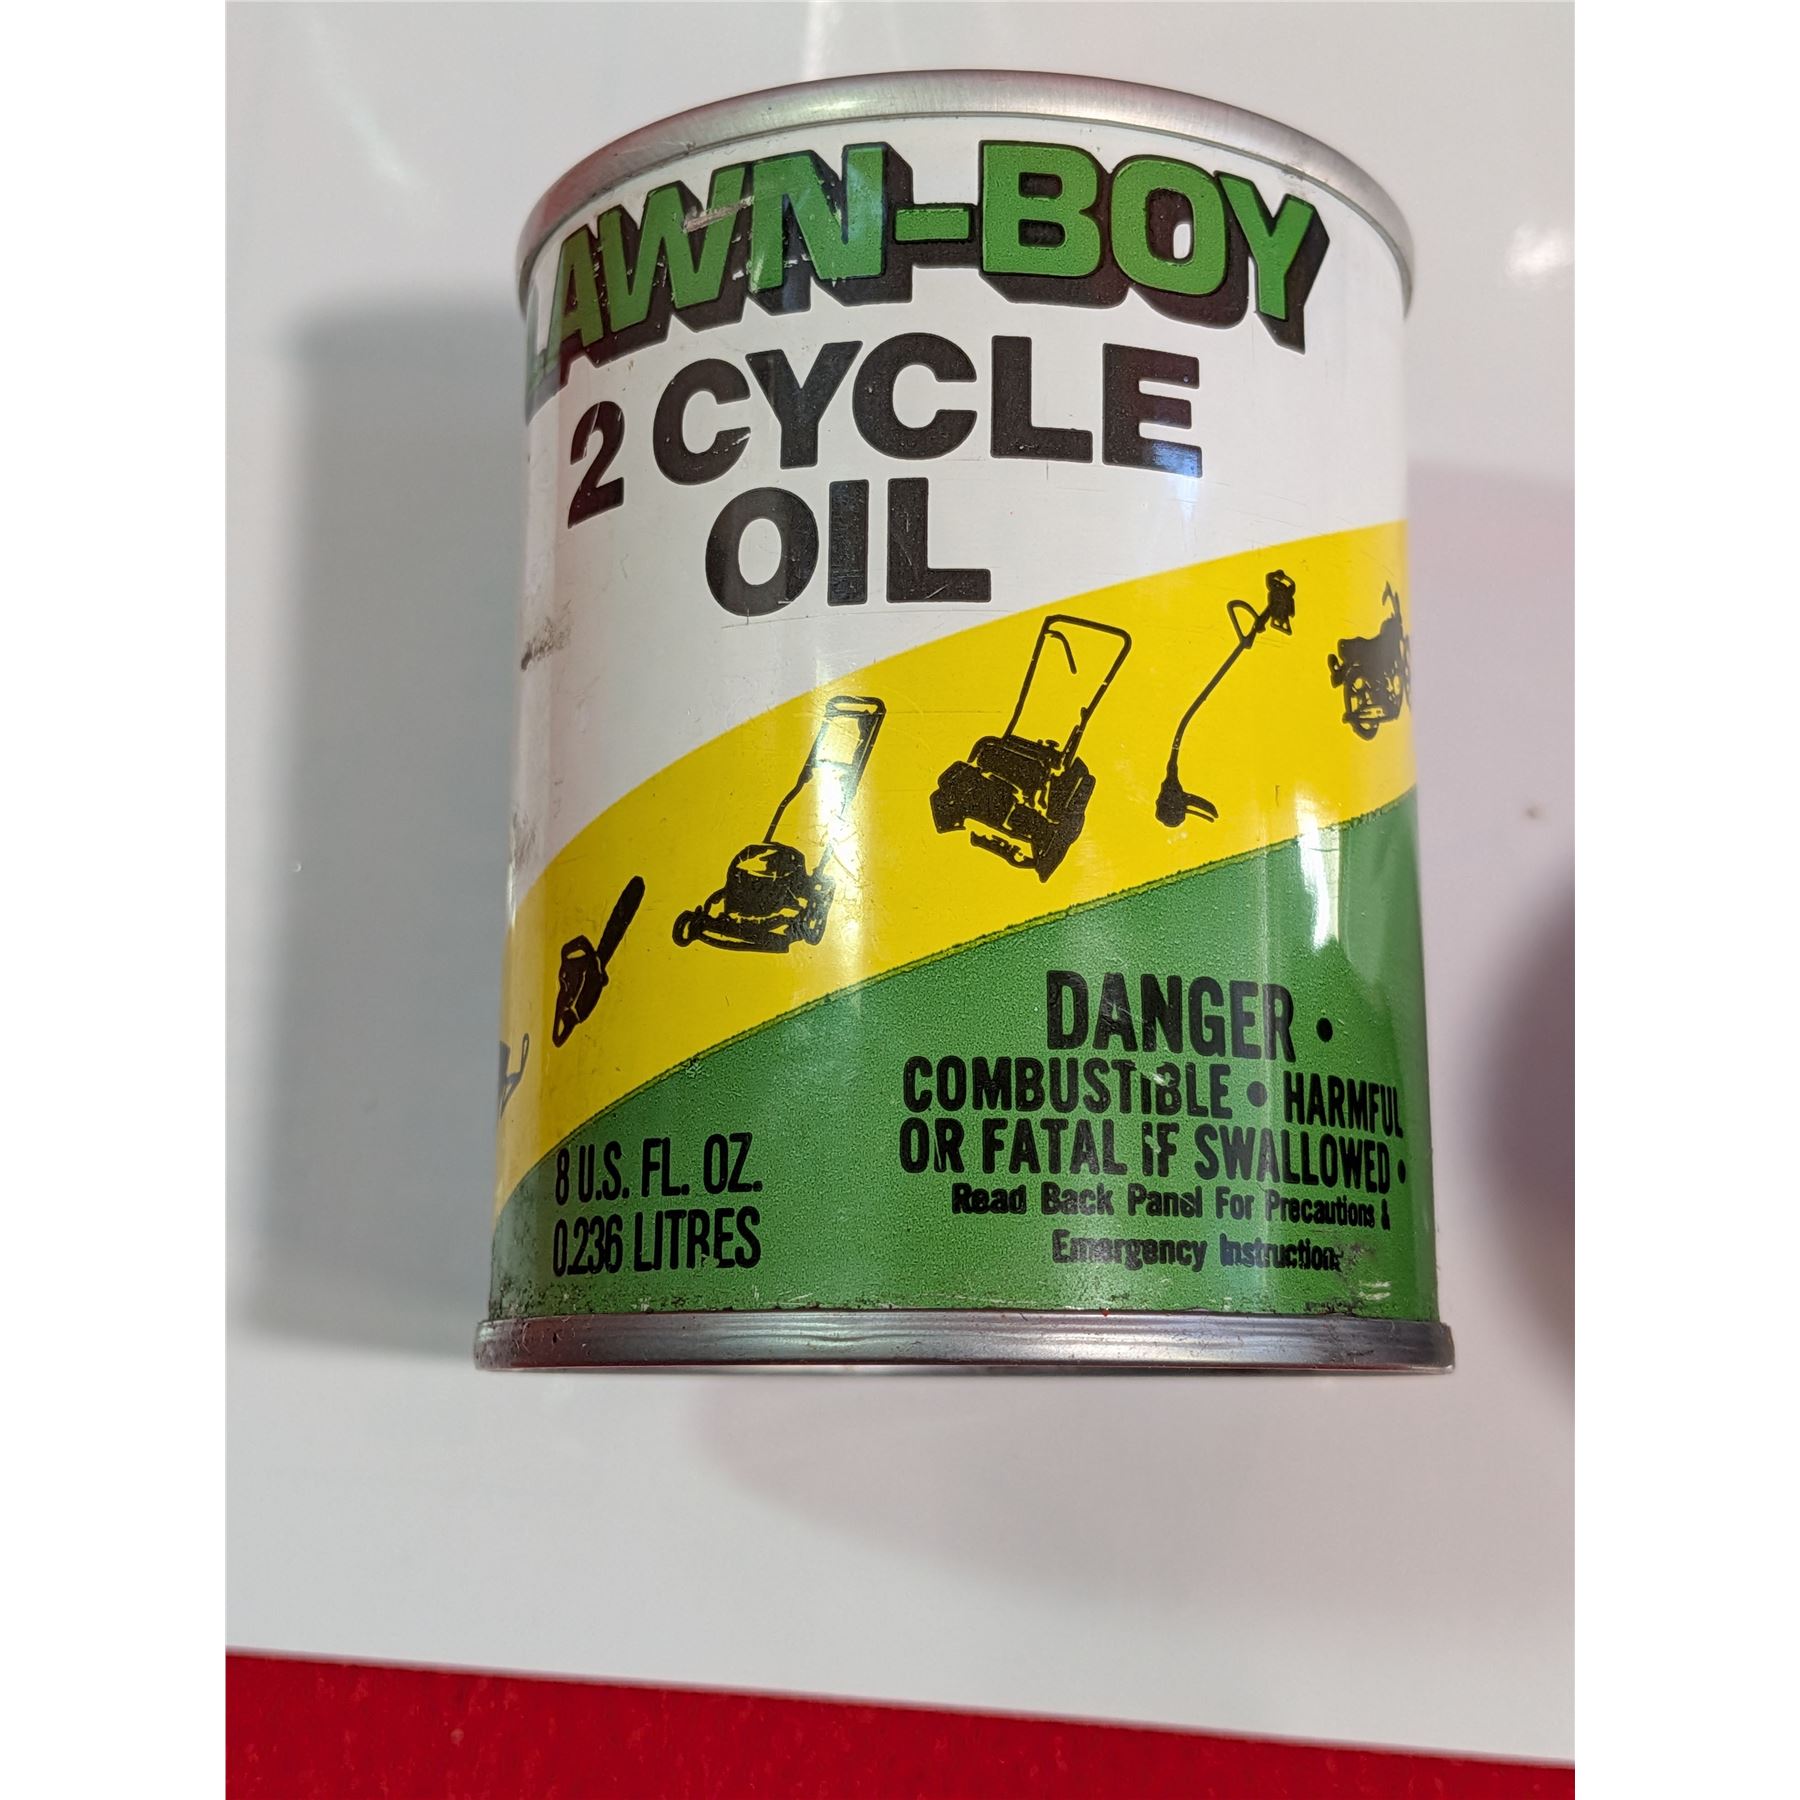 LAWN-BOY
2 CYCLE
OIL
DANGER •
COMBUSTIBLE • HARMFUL
OR FATAL IF SWALLOWED •
Read Back Panel For Precautions &
Emergency Instructions
8 U.S. FL. OZ.
0.236 LITRES